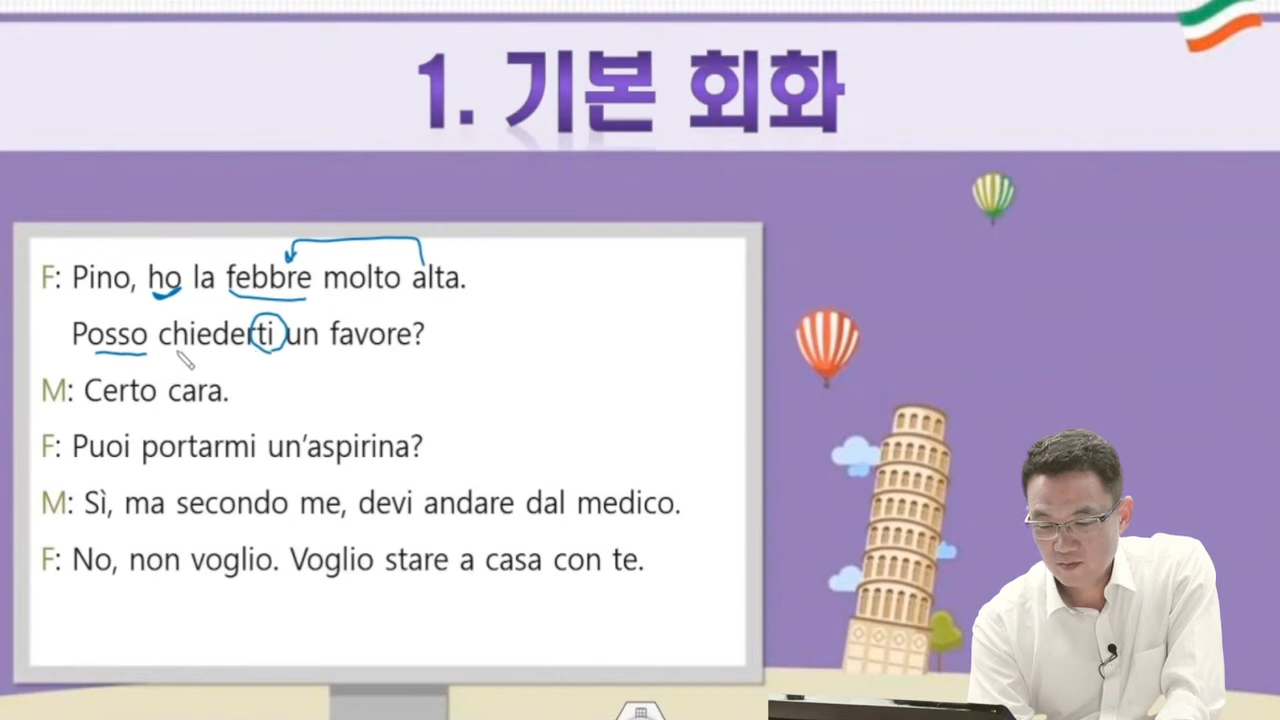 1. 기본 회화
F: Pino, ho la febbre molto alta.
Posso chiederti un favore?
M: Certo cara.
F: Puoi portarmi un'aspirina?
M: Sì, ma secondo me, devi andare dal medico.
F: No, non voglio. Voglio stare a casa con te.